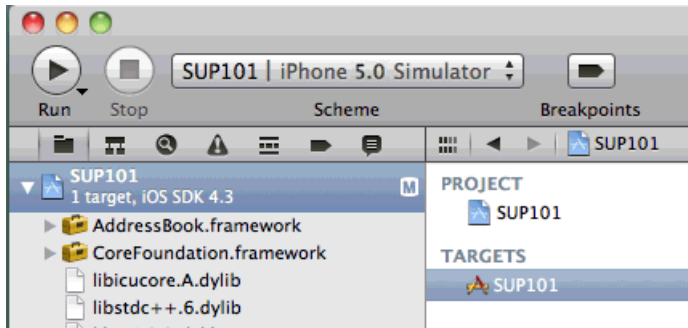 SUP101 | iPhone 5.0 Simulator
Run Stop Scheme Breakpoints
SUP101
SUP101
1 target, iOS SDK 4.3
M
PROJECT
SUP101
AddressBook.framework
CoreFoundation.framework
TARGETS
libicucore.A.dylib
SUP101
libstdc++.6.dylib